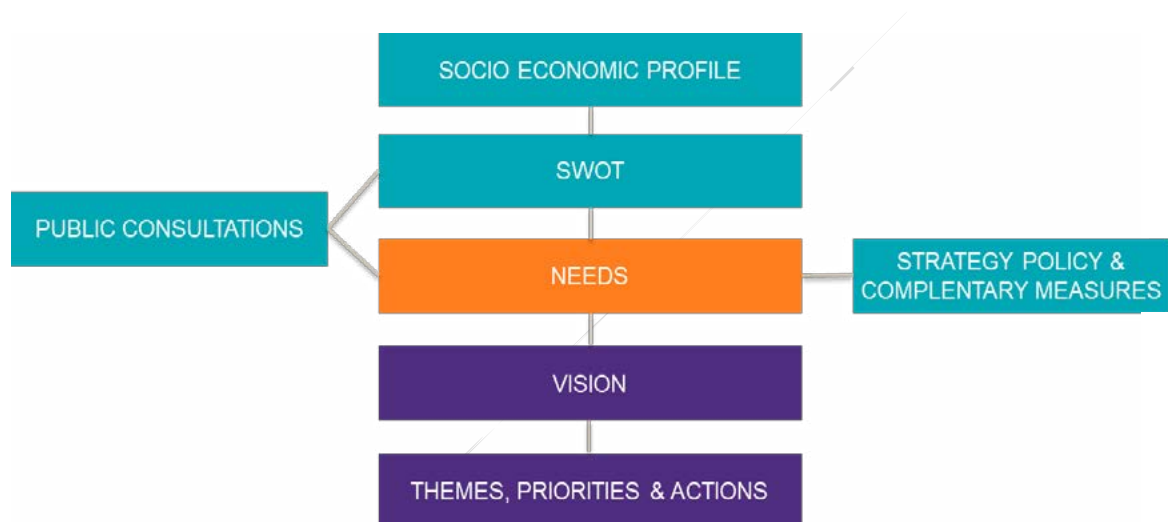 SOCIO ECONOMIC PROFILE
SWOT
PUBLIC CONSULTATIONS
NEEDS
STRATEGY POLICY &
COMPLENTARY MEASURES
VISION
THEMES, PRIORITIES & ACTIONS